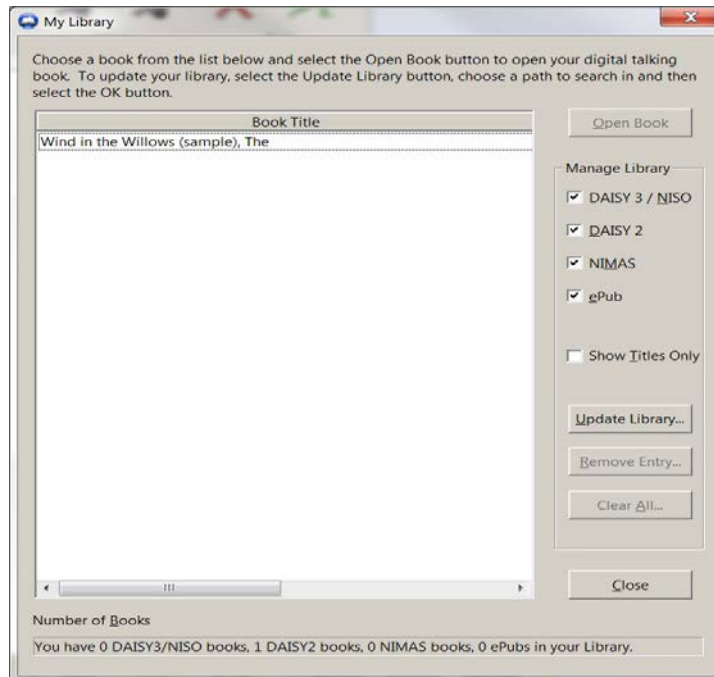 My Library
Choose a book from the list below and select the Open Book button to open your digital talking
book. To update your library, select the Update Library button, choose a path to search in and then
select the OK button.
Book Title
Wind in the Willows (sample), The
Open Book
Manage Library
DAISY 3 / NISO
DAISY 2
NIMAS
ePub
Show Titles Only
Update Library...
Remove Entry...
Clear All...
Close
Number of Books
You have 0 DAISY3/NISO books, 1 DAISY2 books, 0 NIMAS books, 0 ePubs in your Library.